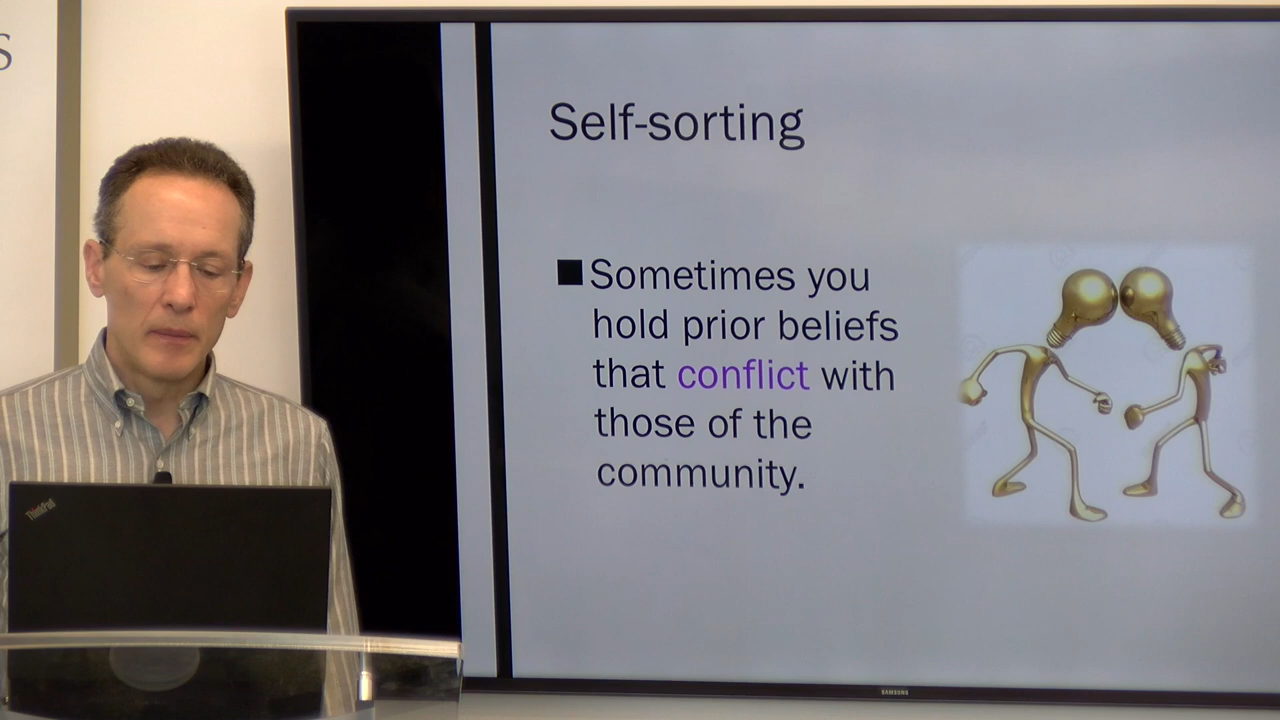 S
Self-sorting
Sometimes you
hold prior beliefs
that conflict with
those of the
community.
ThinkPad
SAMSUNG